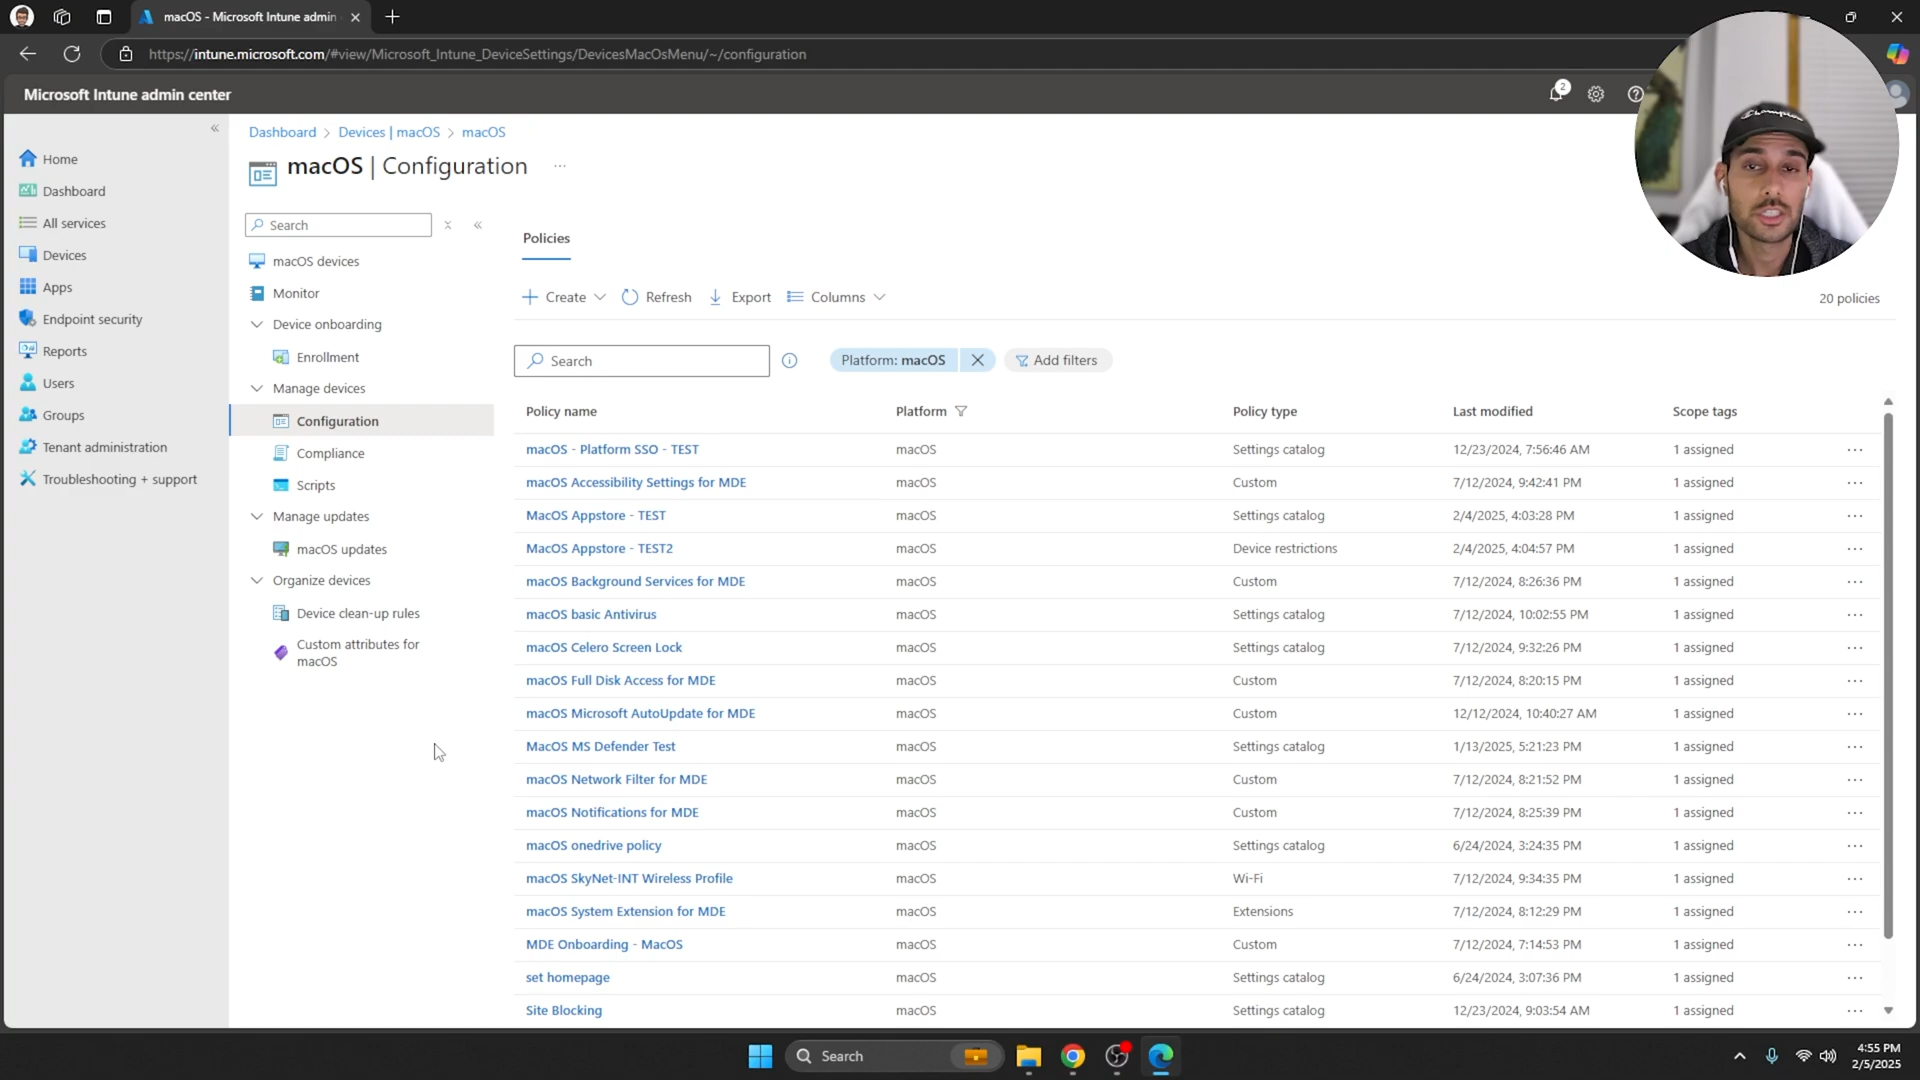 macOS - Microsoft Intune admin
https://intune.microsoft.com/#view/Microsoft_Intune_DeviceSettings/DevicesMacOsMenu/~/configuration
Microsoft Intune admin center
2
Home
Dashboard
All services
Devices
Apps
Endpoint security
Reports
Users
Groups
Tenant administration
Troubleshooting + support
Dashboard > Devices | macOS > macOS
macOS | Configuration ...
Search
macOS devices
Monitor
Device onboarding
Enrollment
Manage devices
Configuration
Compliance
Scripts
Manage updates
macOS updates
Organize devices
Device clean-up rules
Custom attributes for
macOS
Champion
Policies
Create Refresh Export Columns 20 policies
Search Platform: macOS Add filters
Policy name Platform Policy type Last modified Scope tags
macOS - Platform SSO - TEST macOS Settings catalog 12/23/2024, 7:56:46 AM 1 assigned ...
macOS Accessibility Settings for MDE macOS Custom 7/12/2024, 9:42:41 PM 1 assigned ...
MacOS Appstore - TEST macOS Settings catalog 2/4/2025, 4:03:28 PM 1 assigned ...
MacOS Appstore - TEST2 macOS Device restrictions 2/4/2025, 4:04:57 PM 1 assigned ...
macOS Background Services for MDE macOS Custom 7/12/2024, 8:26:36 PM 1 assigned ...
macOS basic Antivirus macOS Settings catalog 7/12/2024, 10:02:55 PM 1 assigned ...
macOS Celero Screen Lock macOS Settings catalog 7/12/2024, 9:32:26 PM 1 assigned ...
macOS Full Disk Access for MDE macOS Custom 7/12/2024, 8:20:15 PM 1 assigned ...
macOS Microsoft AutoUpdate for MDE macOS Custom 12/12/2024, 10:40:27 AM 1 assigned ...
MacOS MS Defender Test macOS Settings catalog 1/13/2025, 5:21:23 PM 1 assigned ...
macOS Network Filter for MDE macOS Custom 7/12/2024, 8:21:52 PM 1 assigned ...
macOS Notifications for MDE macOS Custom 7/12/2024, 8:25:39 PM 1 assigned ...
macOS onedrive policy macOS Settings catalog 6/24/2024, 3:24:35 PM 1 assigned ...
macOS SkyNet-INT Wireless Profile macOS Wi-Fi 7/12/2024, 9:34:35 PM 1 assigned ...
macOS System Extension for MDE macOS Extensions 7/12/2024, 8:12:29 PM 1 assigned ...
MDE Onboarding - MacOS macOS Custom 7/12/2024, 7:14:53 PM 1 assigned ...
set homepage macOS Settings catalog 6/24/2024, 3:07:36 PM 1 assigned ...
Site Blocking macOS Settings catalog 12/23/2024, 9:03:54 AM 1 assigned ...
Search
4:55 PM
2/5/2025